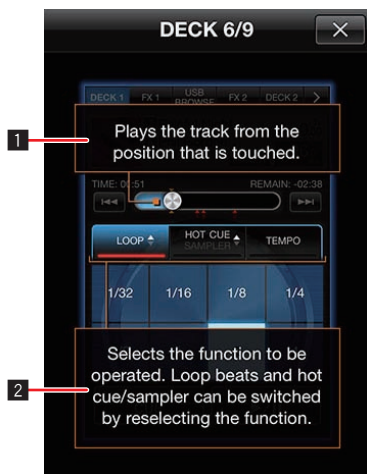 DECK 6/9
DECK 1 FX 1 USB BROWSE FX 2 DECK 2
1
Plays the track from the
position that is touched.
TIME: 00:51 REMAIN: -02:38
LOOP HOT CUE SAMPLER TEMPO
1/32 1/16 1/8 1/4
2
Selects the function to be
operated. Loop beats and hot
cue/sampler can be switched
by reselecting the function.